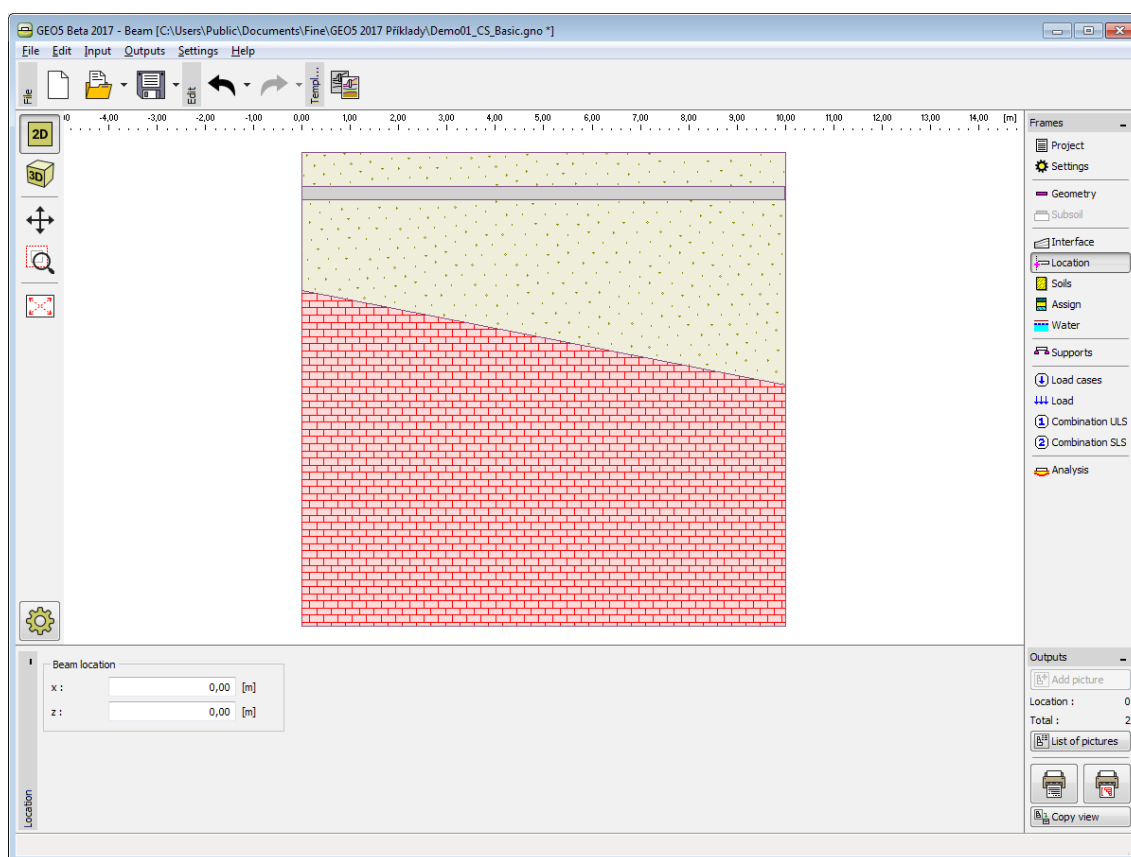 GEO5 Beta 2017 - Beam [C:\Users\Public\Documents\Fine\GEO5 2017 Příklady\Demo01_CS_Basic.gno *]
File Edit Input Outputs Settings Help
File
Edit
Templ...
2D
3D
-4,00 -3,00 -2,00 -1,00 0,00 1,00 2,00 3,00 4,00 5,00 6,00 7,00 8,00 9,00 10,00 11,00 12,00 13,00 14,00 [m]
Frames
Project
Settings
Geometry
Subsoil
Interface
Location
Soils
Assign
Water
Supports
Load cases
Load
1 Combination ULS
2 Combination SLS
Analysis
Location
Beam location
x : 0,00 [m]
z : 0,00 [m]
Outputs
Add picture
Location : 0
Total : 2
List of pictures
Copy view